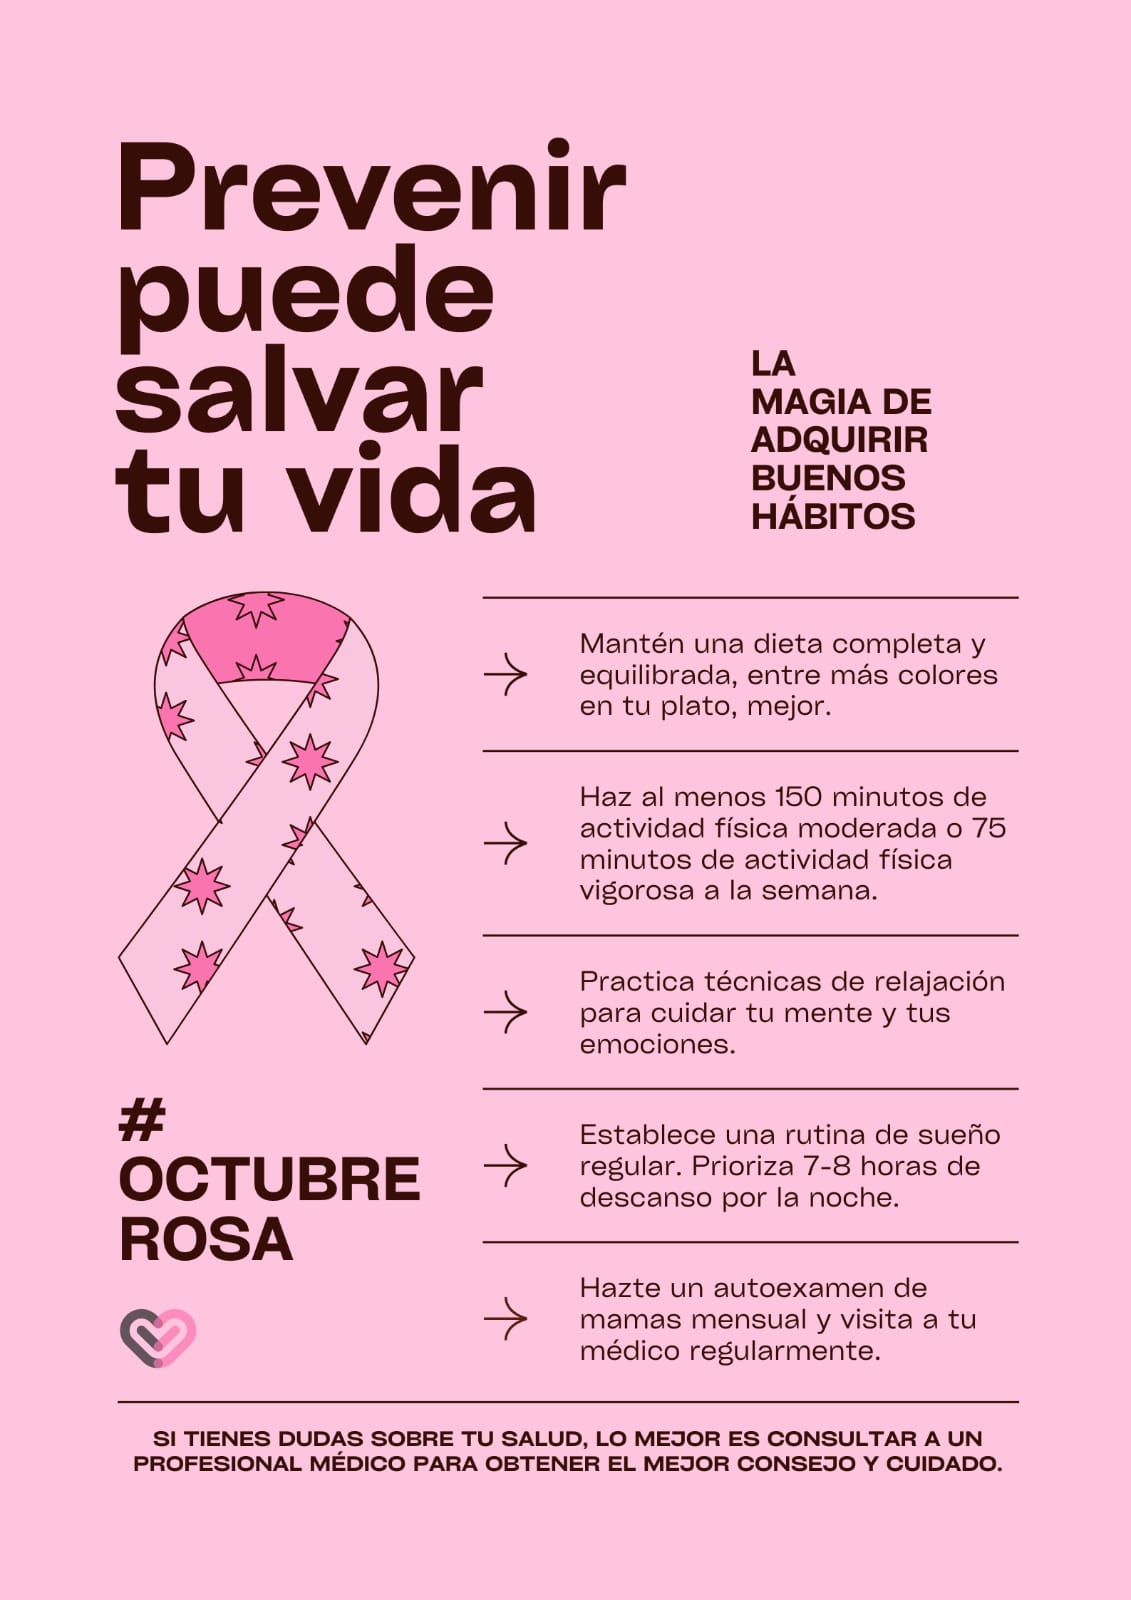 Prevenir
puede
salvar
tu vida
LA
MAGIA DE
ADQUIRIR
BUENOS
HÁBITOS
Mantén una dieta completa y
equilibrada, entre más colores
en tu plato, mejor.
Haz al menos 150 minutos de
actividad física moderada o 75
minutos de actividad física
vigorosa a la semana.
Practica técnicas de relajación
para cuidar tu mente y tus
emociones.
Establece una rutina de sueño
regular. Prioriza 7-8 horas de
descanso por la noche.
Hazte un autoexamen de
mamas mensual y visita a tu
médico regularmente.
#
OCTUBRE
ROSA
SI TIENES DUDAS SOBRE TU SALUD, LO MEJOR ES CONSULTAR A UN
PROFESIONAL MÉDICO PARA OBTENER EL MEJOR CONSEJO Y CUIDADO.